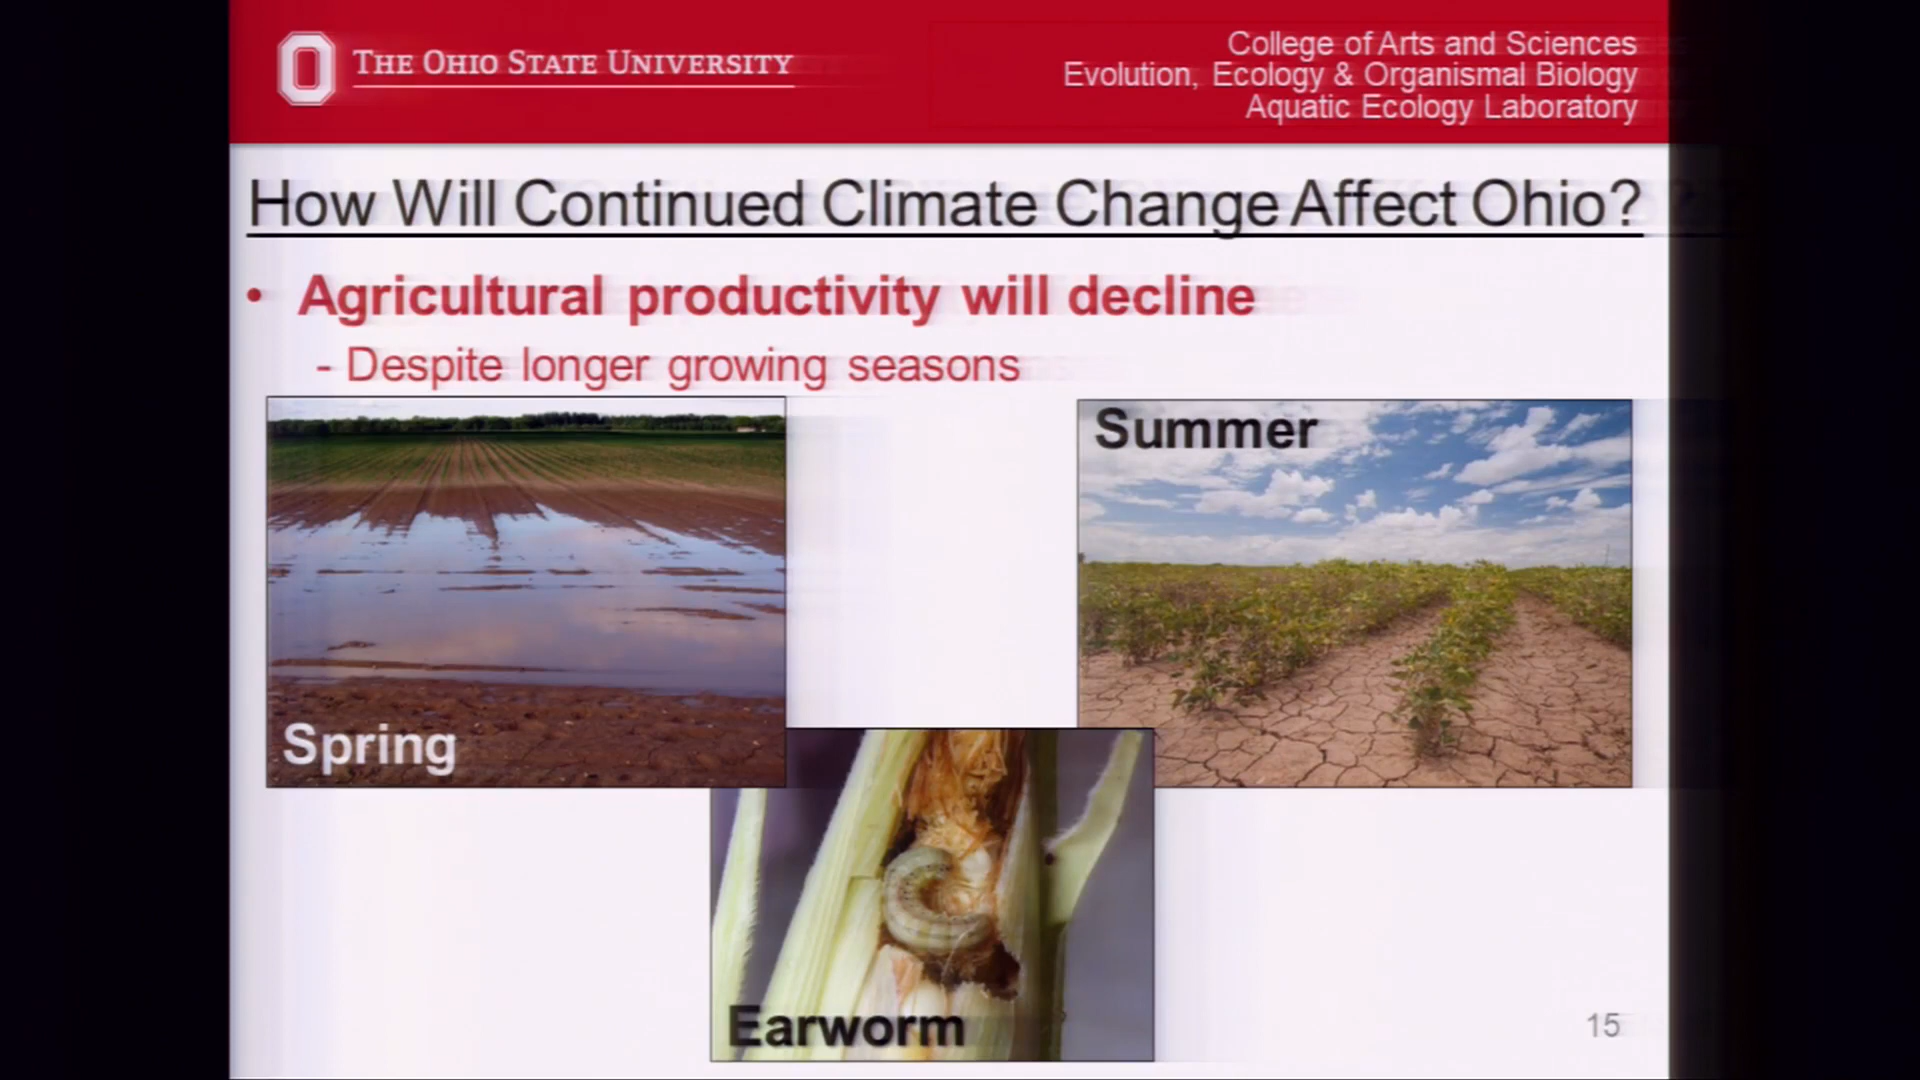 THE OHIO STATE UNIVERSITY
College of Arts and Sciences
Evolution, Ecology & Organismal Biology
Aquatic Ecology Laboratory
How Will Continued Climate Change Affect Ohio?
• Agricultural productivity will decline
- Despite longer growing seasons
Summer
Spring
Earworm
15